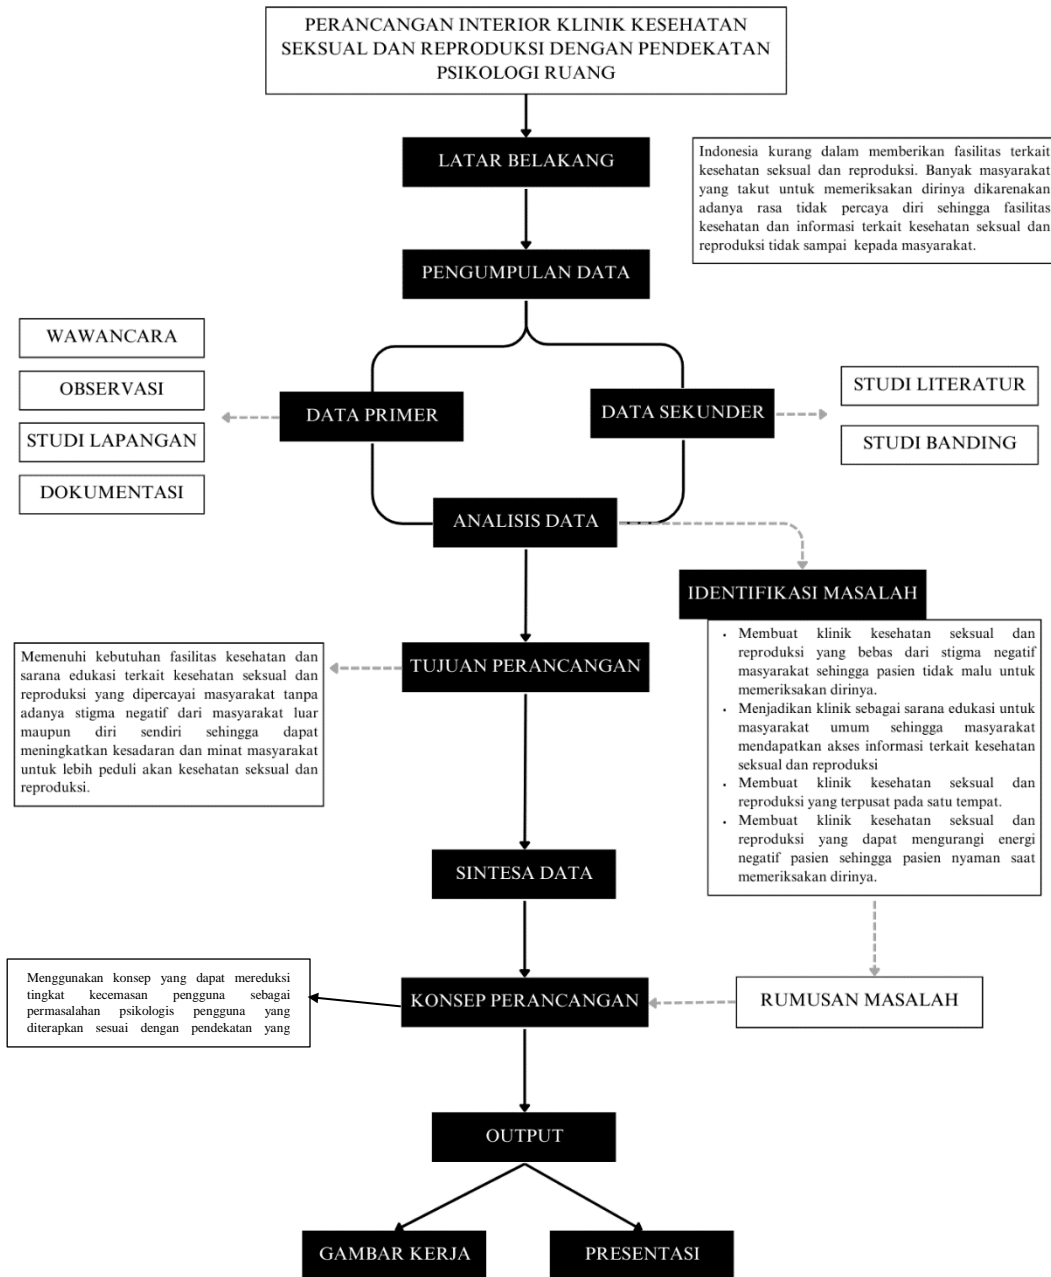 PERANCANGAN INTERIOR KLINIK KESEHATAN
SEKSUAL DAN REPRODUKSI DENGAN PENDEKATAN
PSIKOLOGI RUANG
LATAR BELAKANG
Indonesia kurang dalam memberikan fasilitas terkait
kesehatan seksual dan reproduksi. Banyak masyarakat
yang takut untuk memeriksakan dirinya dikarenakan
adanya rasa tidak percaya diri sehingga fasilitas
kesehatan dan informasi terkait kesehatan seksual dan
reproduksi tidak sampai kepada masyarakat.
PENGUMPULAN DATA
WAWANCARA
OBSERVASI
STUDI LAPANGAN
DOKUMENTASI
DATA PRIMER
DATA SEKUNDER
STUDI LITERATUR
STUDI BANDING
ANALISIS DATA
IDENTIFIKASI MASALAH
• Membuat klinik kesehatan seksual dan
reproduksi yang bebas dari stigma negatif
masyarakat sehingga pasien tidak malu untuk
memeriksakan dirinya.
• Menjadikan klinik sebagai sarana edukasi untuk
masyarakat umum sehingga masyarakat
mendapatkan akses informasi terkait kesehatan
seksual dan reproduksi
• Membuat klinik kesehatan seksual dan
reproduksi yang terpusat pada satu tempat.
• Membuat klinik kesehatan seksual dan
reproduksi yang dapat mengurangi energi
negatif pasien sehingga pasien nyaman saat
memeriksakan dirinya.
TUJUAN PERANCANGAN
Memenuhi kebutuhan fasilitas kesehatan dan
sarana edukasi terkait kesehatan seksual dan
reproduksi yang dipercayai masyarakat tanpa
adanya stigma negatif dari masyarakat luar
maupun diri sendiri sehingga dapat
meningkatkan kesadaran dan minat masyarakat
untuk lebih peduli akan kesehatan seksual dan
reproduksi.
SINTESA DATA
Menggunakan konsep yang dapat mereduksi
tingkat kecemasan pengguna sebagai
permasalahan psikologis pengguna yang
diterapkan sesuai dengan pendekatan yang
KONSEP PERANCANGAN
RUMUSAN MASALAH
OUTPUT
GAMBAR KERJA
PRESENTASI